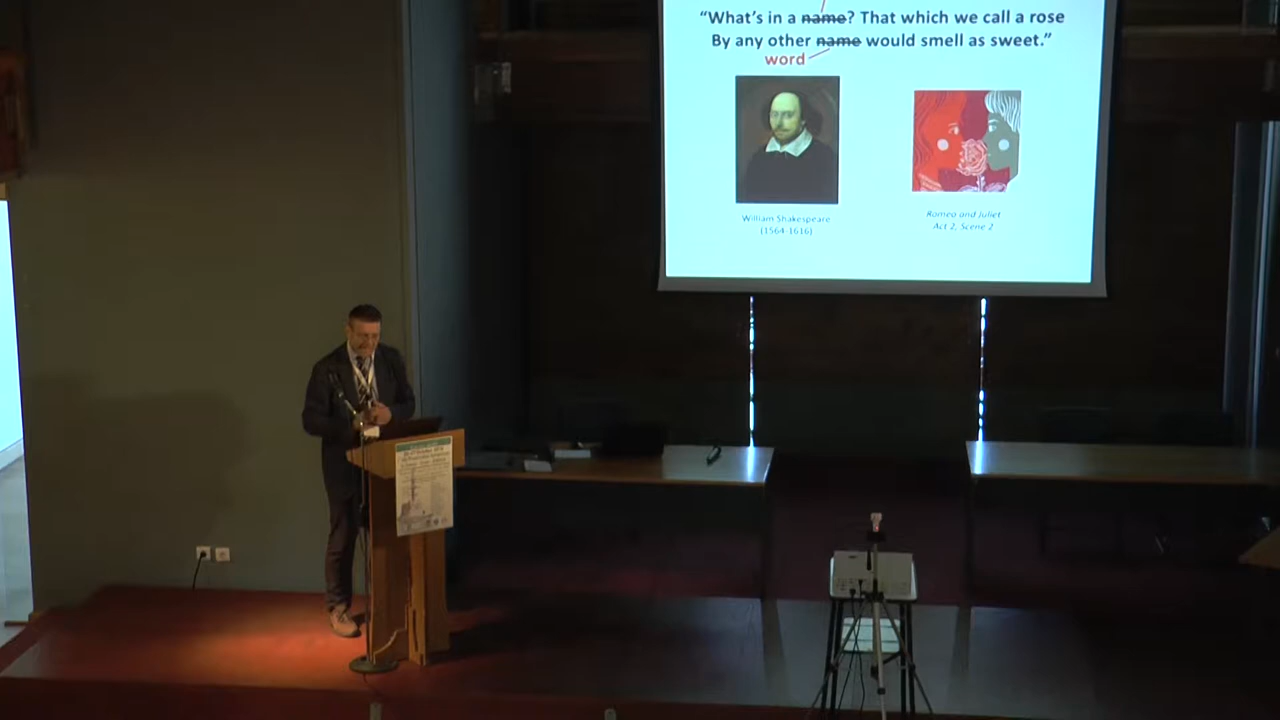 “What’s in a name? That which we call a rose
By any other name would smell as sweet.”
word
William Shakespeare
(1564-1616)
Romeo and Juliet
Act 2, Scene 2